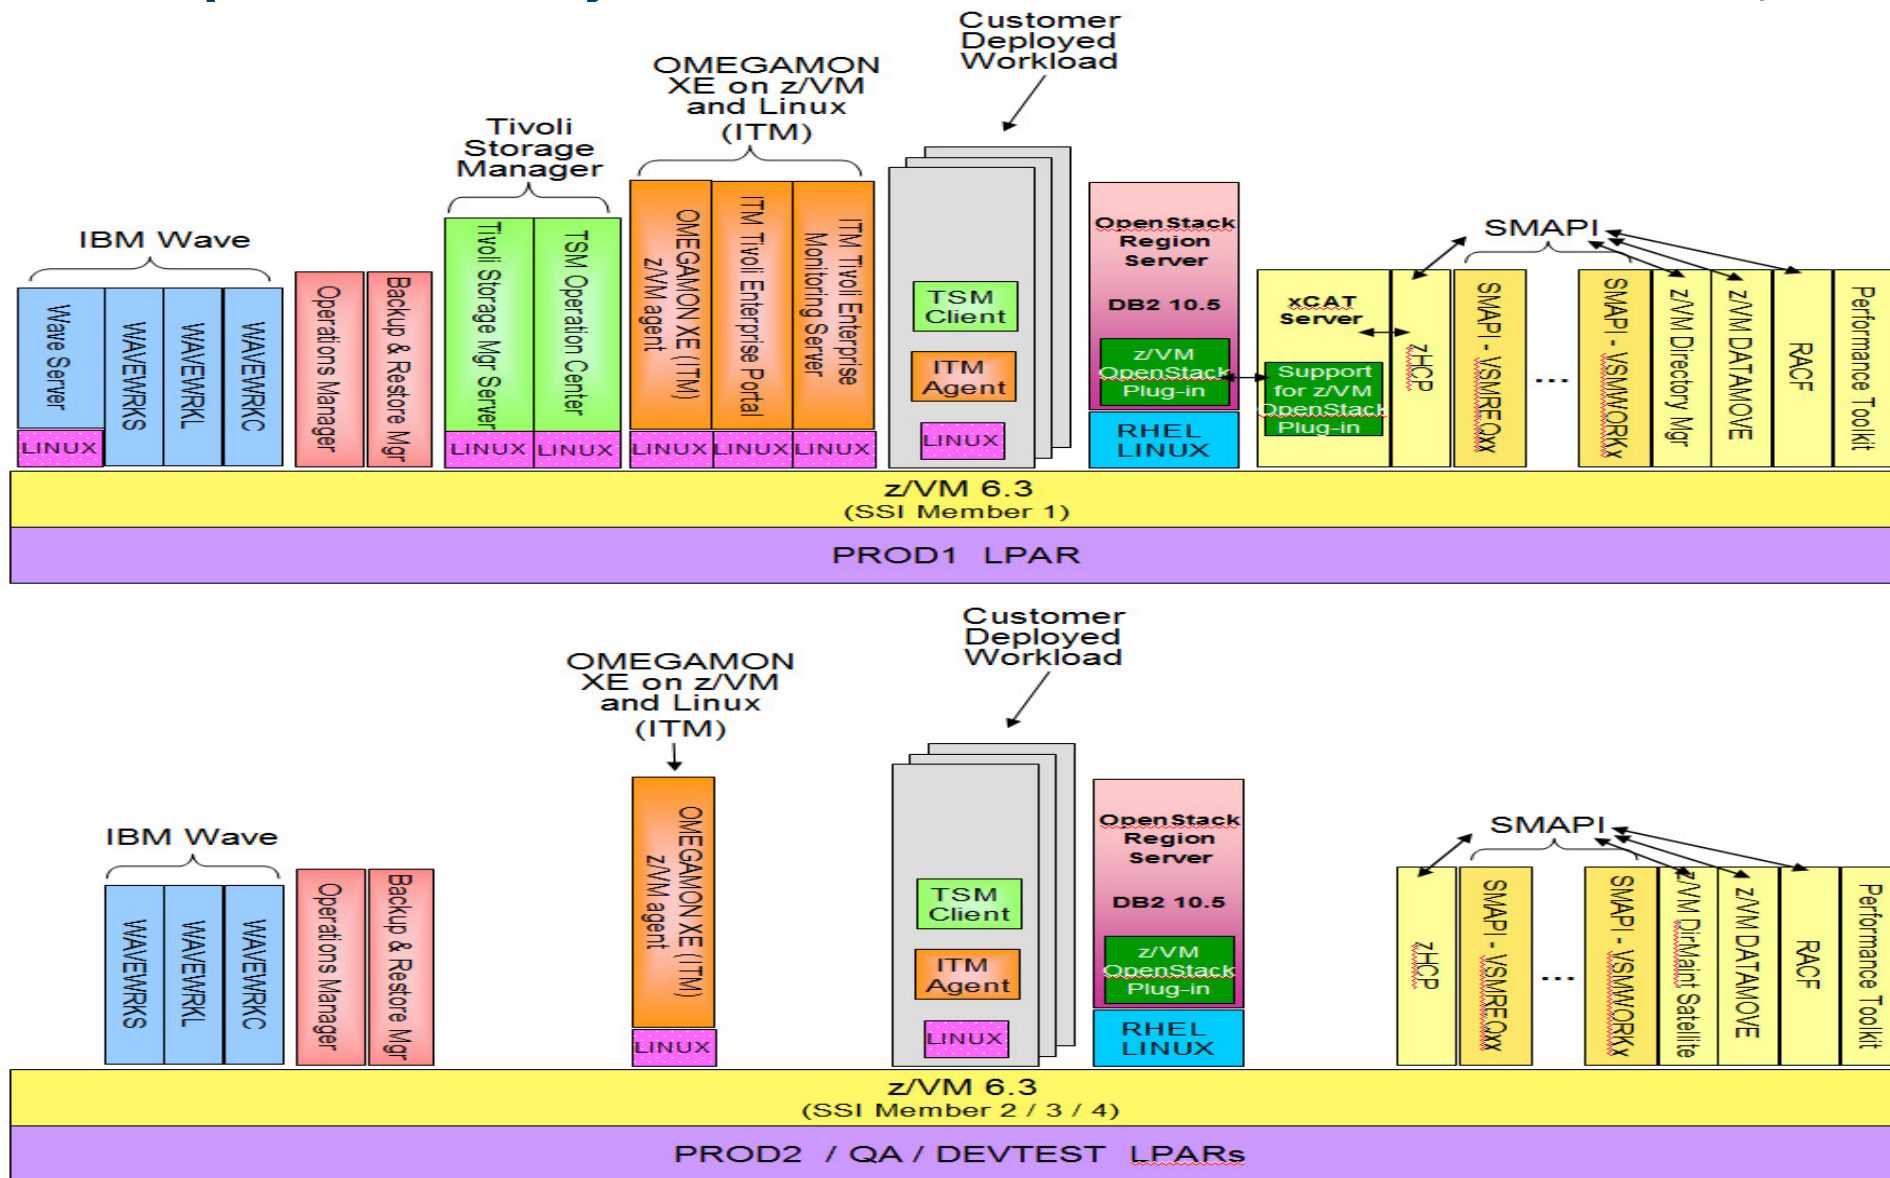 Customer
Deployed
Workload
OMEGAMON
XE on z/VM
and Linux
(ITM)
Tivoli
Storage
Manager
IBM Wave
SMAPI
Wave Server
LINUX
WAVEWRKS
WAVEWRKL
WAVEWRKC
Operations Manager
Backup & Restore Mgr
Tivoli Storage Mgr Server
LINUX
TSM Operation Center
LINUX
OMEGAMON XE (ITM)
z/VM agent
LINUX
ITM Tivoli Enterprise Portal
LINUX
ITM Tivoli Enterprise
Monitoring Server
LINUX
TSM
Client
ITM
Agent
LINUX
OpenStack
Region
Server
DB2 10.5
z/VM
OpenStack
Plug-in
RHEL
LINUX
xCAT
Server
Support
for z/VM
OpenStack
Plug-in
zHCP
SMAPI - VSMREQxx
...
SMAPI - VSMWORKx
z/VM Directory Mgr
z/VM DATAMOVE
RACF
Performance Toolkit
z/VM 6.3
(SSI Member 1)
PROD1 LPAR
Customer
Deployed
Workload
OMEGAMON
XE on z/VM
and Linux
(ITM)
IBM Wave
SMAPI
WAVEWRKS
WAVEWRKL
WAVEWRKC
Operations Manager
Backup & Restore Mgr
OMEGAMON XE (ITM)
z/VM agent
LINUX
TSM
Client
ITM
Agent
LINUX
OpenStack
Region
Server
DB2 10.5
z/VM
OpenStack
Plug-in
RHEL
LINUX
zHCP
SMAPI - VSMREQxx
...
SMAPI - VSMWORKx
z/VM DirMaint Satellite
z/VM DATAMOVE
RACF
Performance Toolkit
z/VM 6.3
(SSI Member 2 / 3 / 4)
PROD2 / QA / DEVTEST LPARs